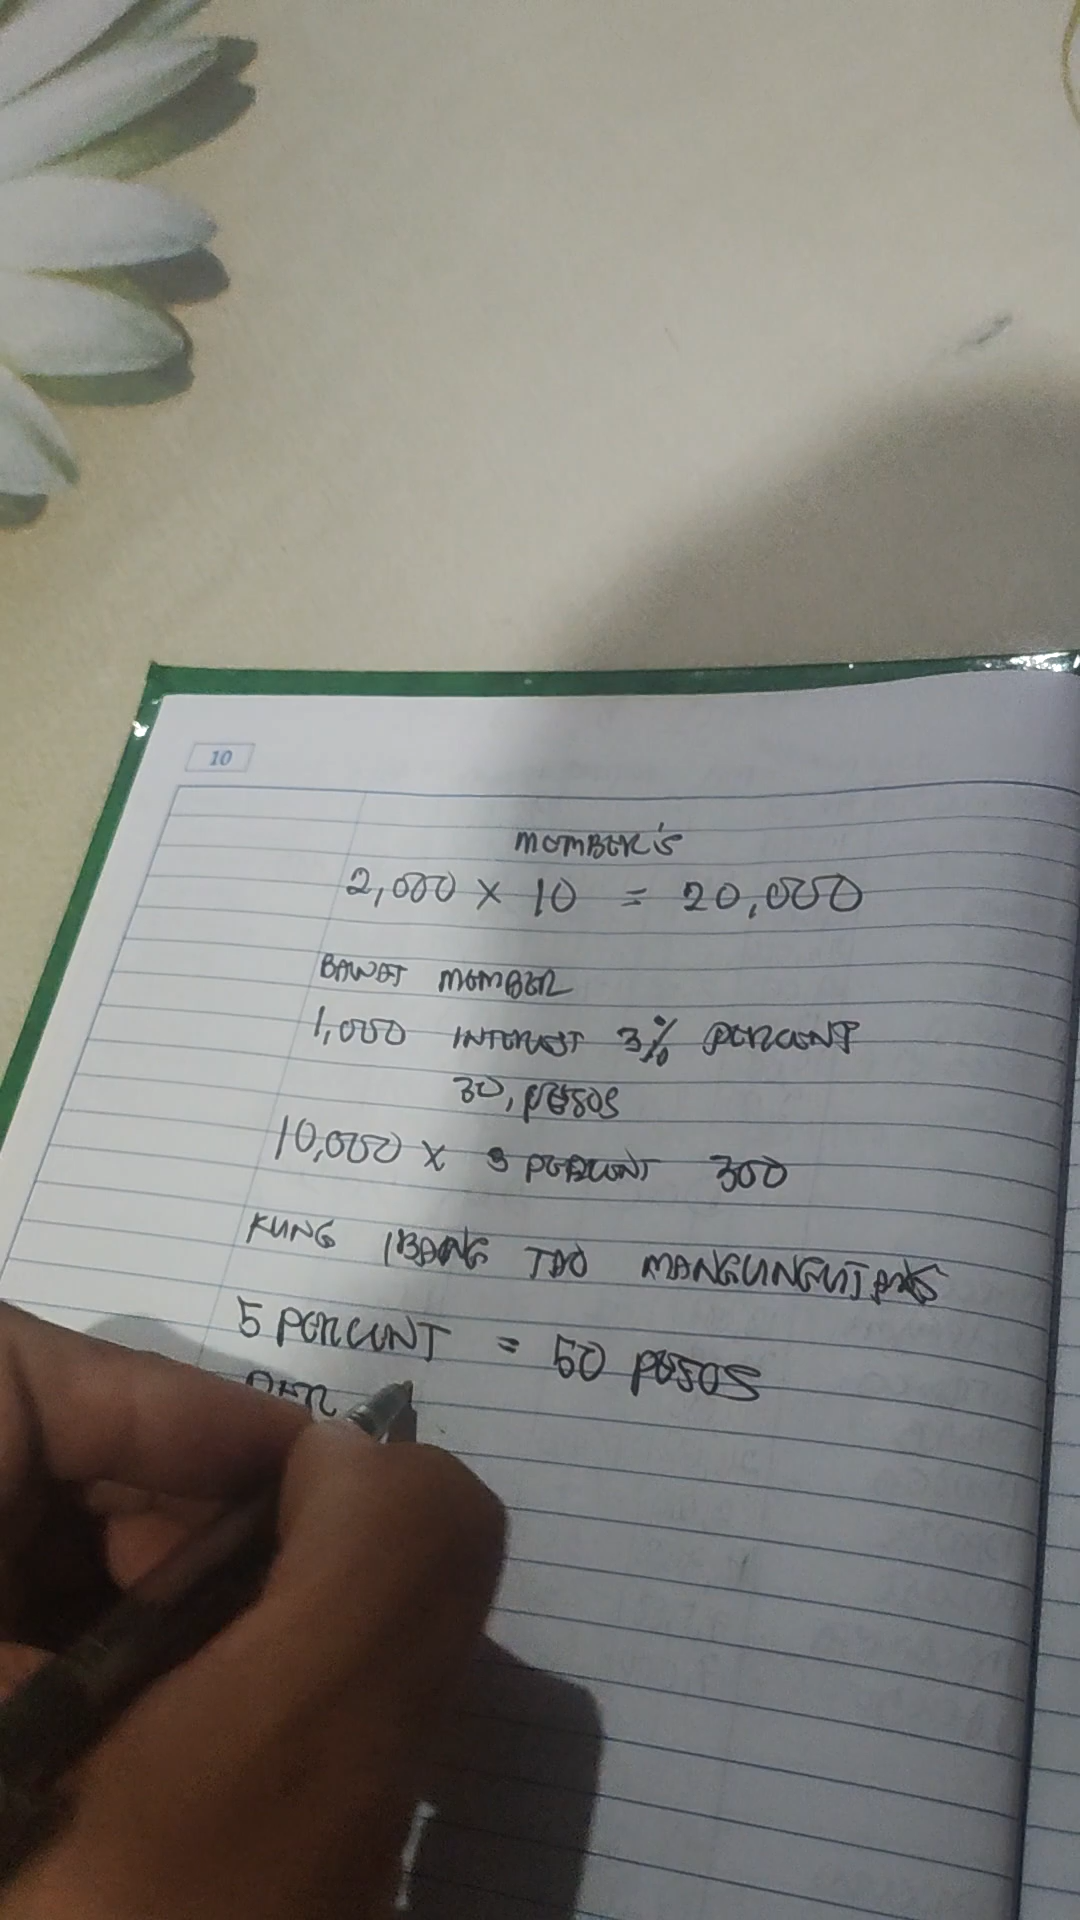 10
MEMBER'S
2,000 × 10 = 20,000
BAWAT MEMBER
1,000 INTEREST 3% PERCENT
30, PESOS
10,000 × 3 PERCENT 300
KUNG IBANG TAO MANGUNGUTANG
5 PERCENT = 50 PESOS
PER